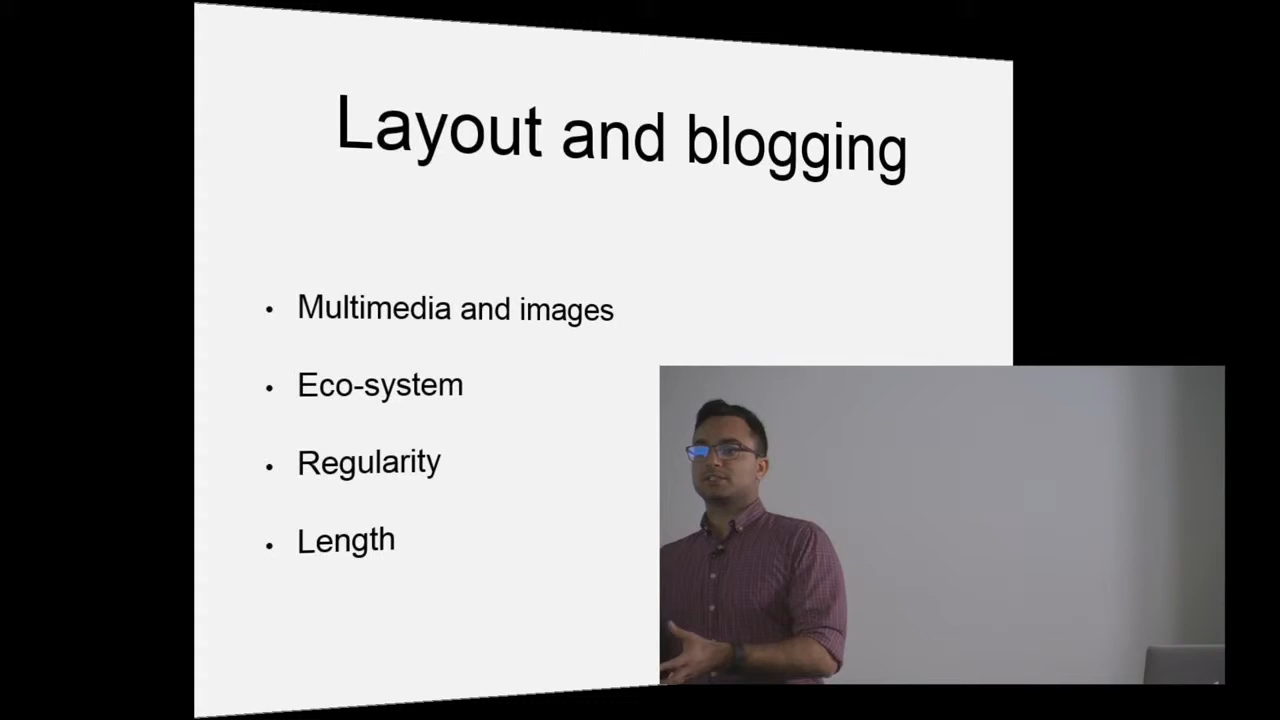 Layout and blogging
• Multimedia and images
• Eco-system
• Regularity
• Length